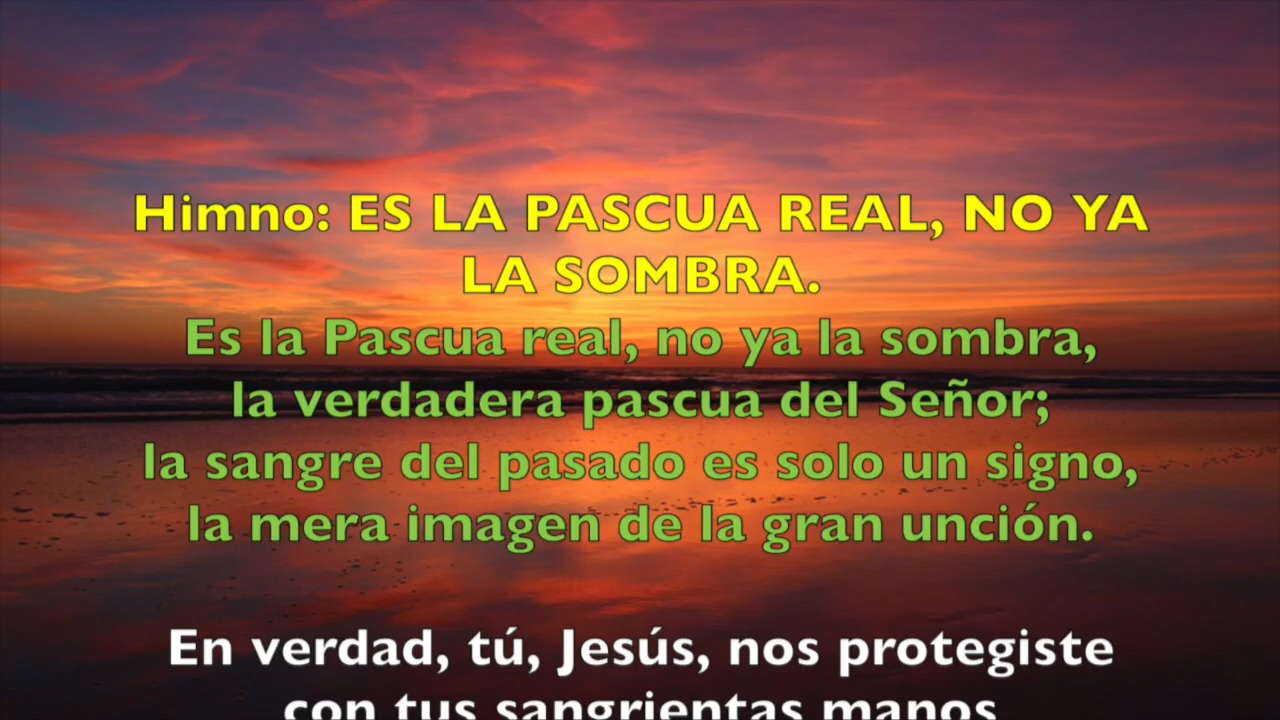 Himno: ES LA PASCUA REAL, NO YA
LA SOMBRA.
Es la Pascua real, no ya la sombra,
la verdadera pascua del Señor;
la sangre del pasado es solo un signo,
la mera imagen de la gran unción.
En verdad, tú, Jesús, nos protegiste
con tus sangrientas manos